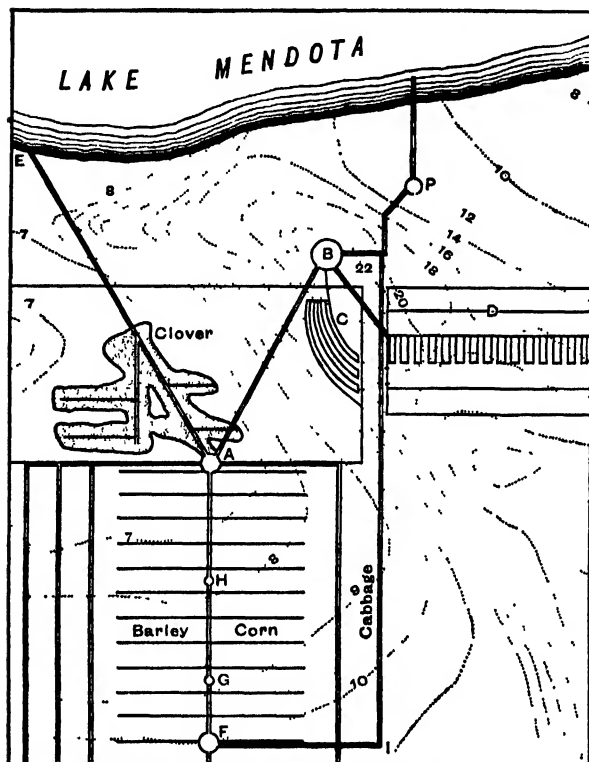 LAKE MENDOTA
8
E
8
P
10
12
14
16
18
7
B
22
20
7
C
D
Clover
A
7
8
H
9
Cabbage
Barley Corn
G
10
F
I